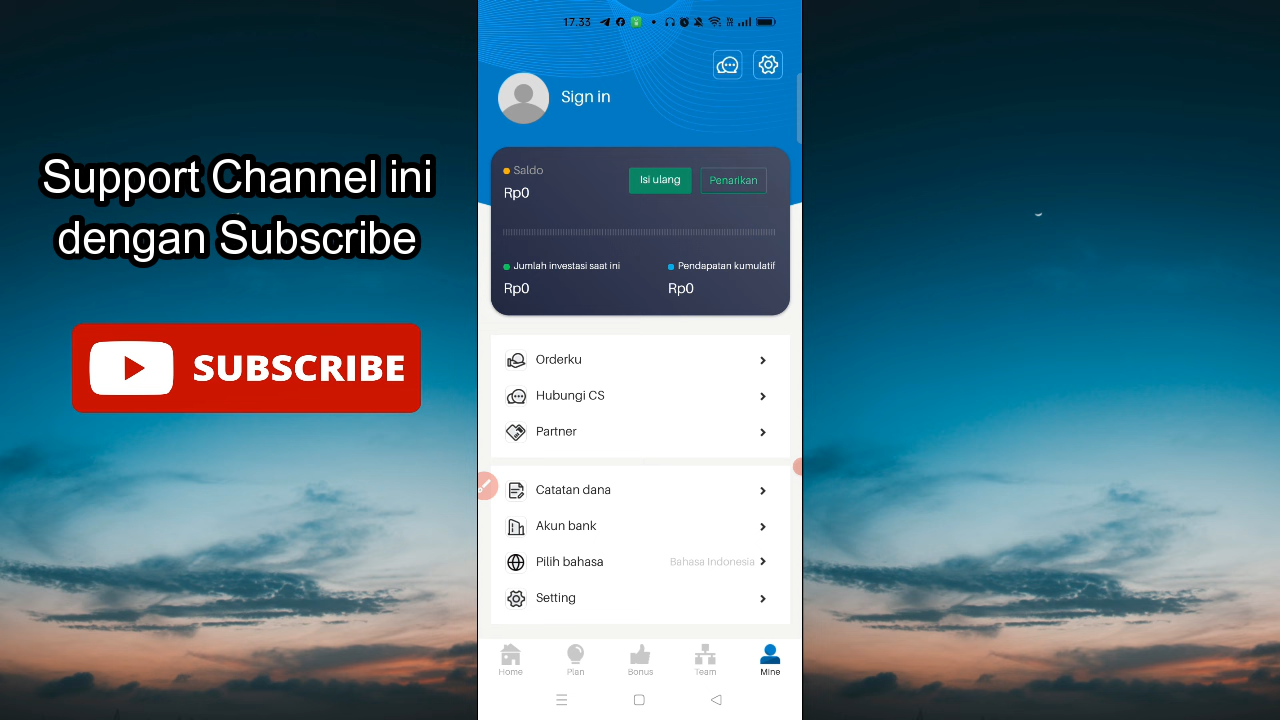 Support Channel ini
dengan Subscribe
SUBSCRIBE
17.33
Sign in
Saldo
Isi ulang
Penarikan
Rp0
Jumlah investasi saat ini
Pendapatan kumulatif
Rp0
Rp0
Orderku
Hubungi CS
Partner
Catatan dana
Akun bank
Pilih bahasa
Bahasa Indonesia
Setting
Home
Plan
Bonus
Team
Mine